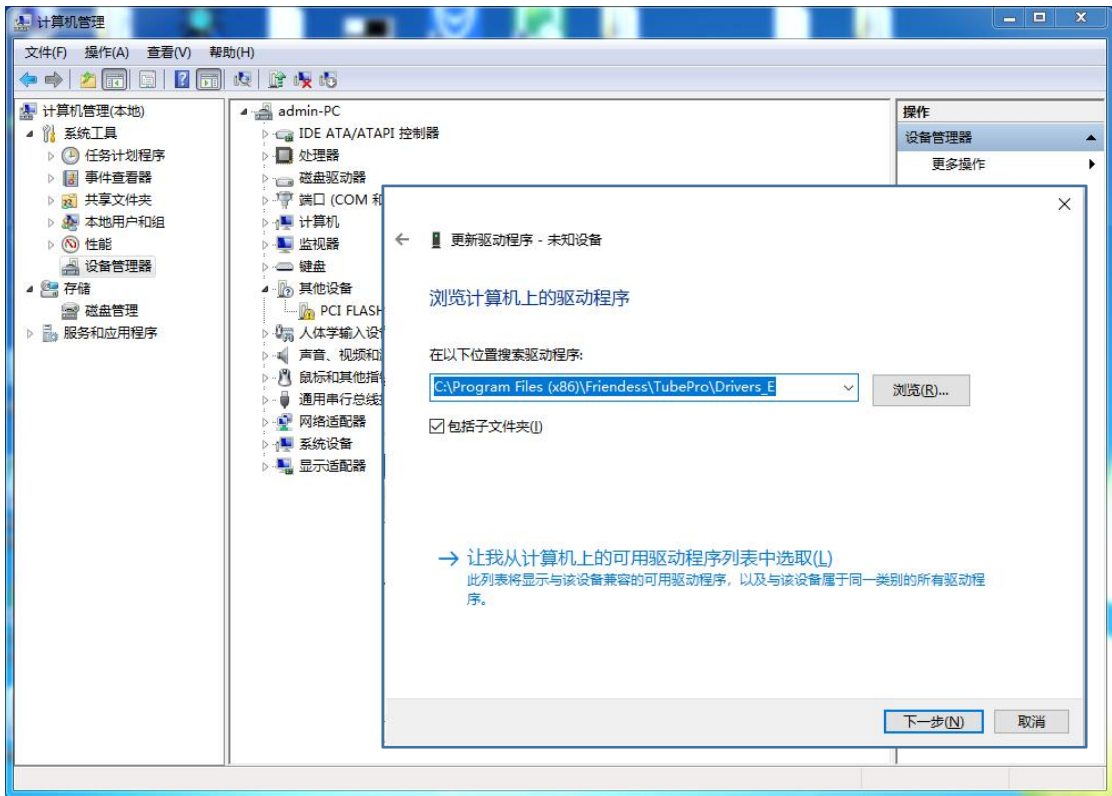 计算机管理
文件(F) 操作(A) 查看(V) 帮助(H)
计算机管理(本地)
系统工具
任务计划程序
事件查看器
共享文件夹
本地用户和组
性能
设备管理器
存储
磁盘管理
服务和应用程序
admin-PC
IDE ATA/ATAPI 控制器
处理器
磁盘驱动器
端口 (COM 和
计算机
监视器
键盘
其他设备
PCI FLASH
人体学输入设
声音、视频和
鼠标和其他指
通用串行总线
网络适配器
系统设备
显示适配器
操作
设备管理器
更多操作
更新驱动程序 - 未知设备
浏览计算机上的驱动程序
在以下位置搜索驱动程序:
C:\Program Files (x86)\Friendess\TubePro\Drivers_E
浏览(R)...
包括子文件夹(I)
让我从计算机上的可用驱动程序列表中选取(L)
此列表将显示与该设备兼容的可用驱动程序，以及与该设备属于同一类别的所有驱动程
序。
下一步(N) 取消